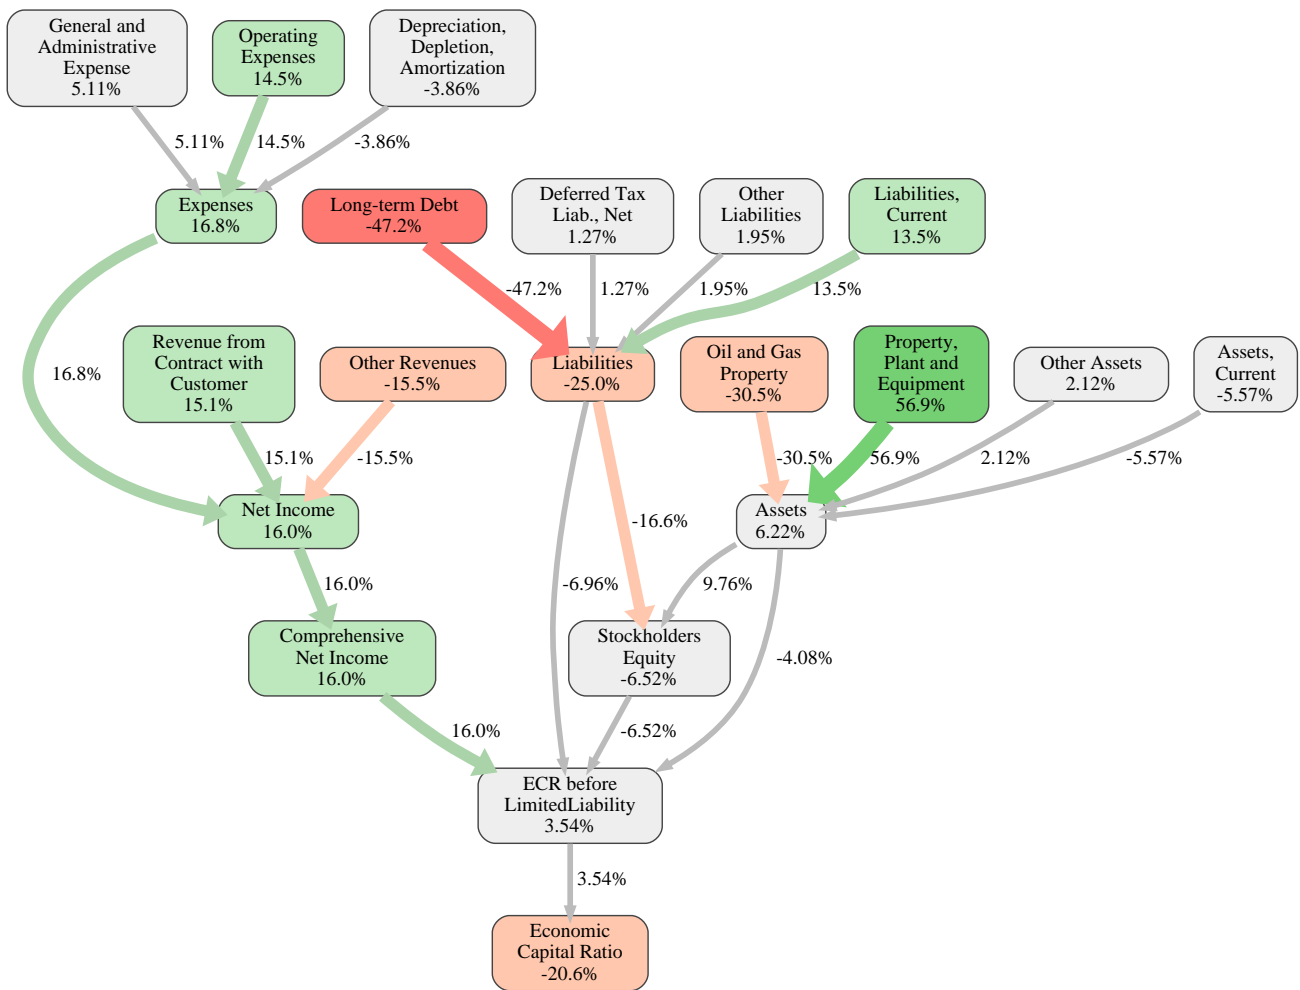 General and
Administrative
Expense
5.11%
Operating
Expenses
14.5%
Depreciation,
Depletion,
Amortization
-3.86%
5.11%
14.5%
-3.86%
Expenses
16.8%
Long-term Debt
-47.2%
Deferred Tax
Liab., Net
1.27%
Other
Liabilities
1.95%
Liabilities,
Current
13.5%
-47.2%
1.27%
1.95%
13.5%
16.8%
Revenue from
Contract with
Customer
15.1%
Other Revenues
-15.5%
Liabilities
-25.0%
Oil and Gas
Property
-30.5%
Property,
Plant and
Equipment
56.9%
Other Assets
2.12%
Assets,
Current
-5.57%
15.1%
-15.5%
-30.5%
56.9%
2.12%
-5.57%
Net Income
16.0%
Assets
6.22%
-16.6%
16.0%
-6.96%
9.76%
Comprehensive
Net Income
16.0%
Stockholders
Equity
-6.52%
-4.08%
16.0%
-6.52%
ECR before
LimitedLiability
3.54%
3.54%
Economic
Capital Ratio
-20.6%